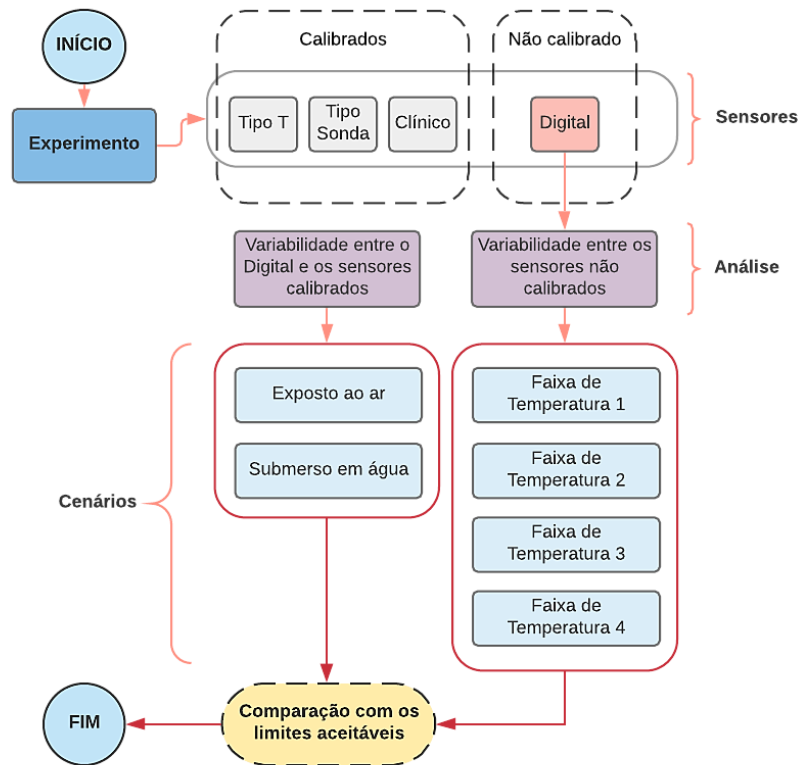 INÍCIO
Calibrados
Não calibrado
Experimento
Tipo T
Tipo
Sonda
Clínico
Digital
Sensores
Variabilidade entre o
Digital e os sensores
calibrados
Variabilidade entre os
sensores não
calibrados
Análise
Cenários
Exposto ao ar
Submerso em água
Faixa de
Temperatura 1
Faixa de
Temperatura 2
Faixa de
Temperatura 3
Faixa de
Temperatura 4
Comparação com os
limites aceitáveis
FIM